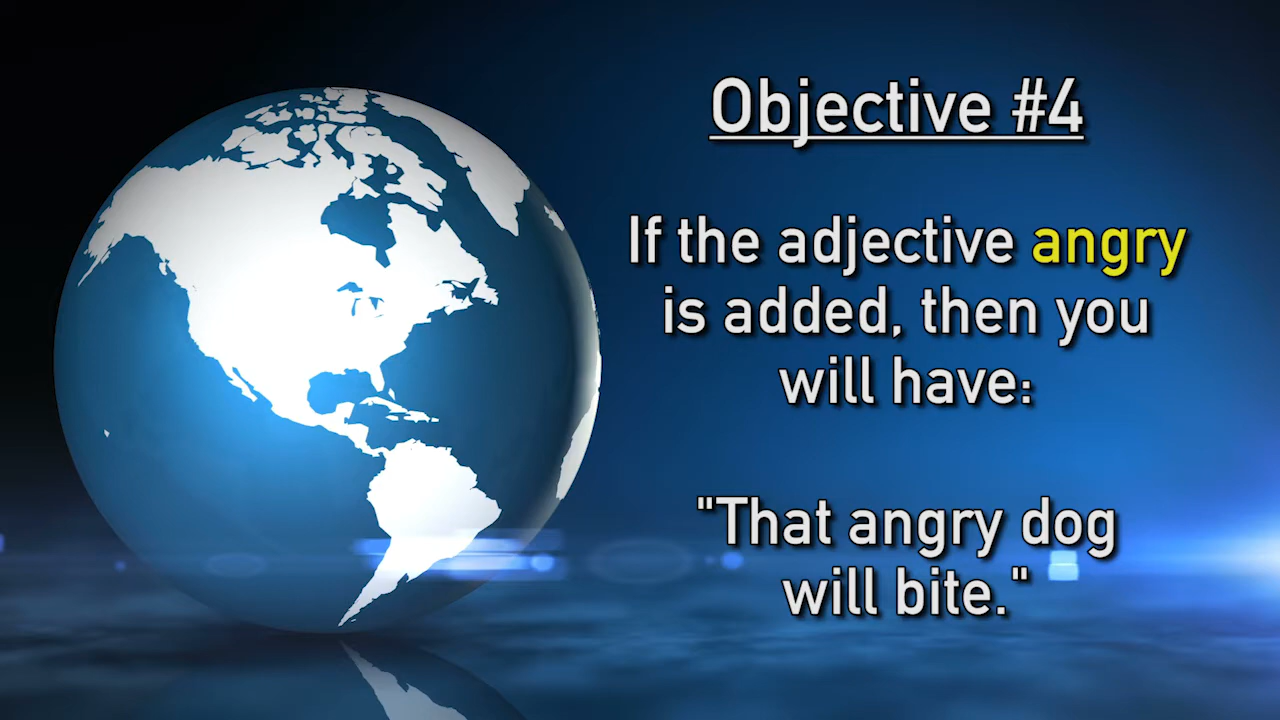 Objective #4
If the adjective angry
is added, then you
will have:
"That angry dog
will bite."